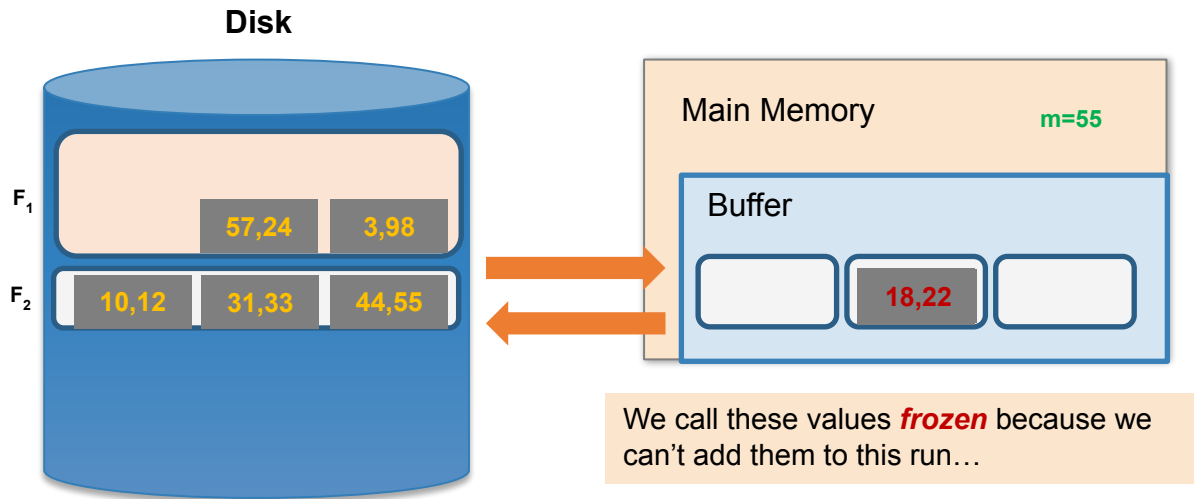 Disk
Main Memory
m=55
F1
57,24
3,98
Buffer
F2
10,12
31,33
44,55
18,22
We call these values frozen because we
can’t add them to this run…